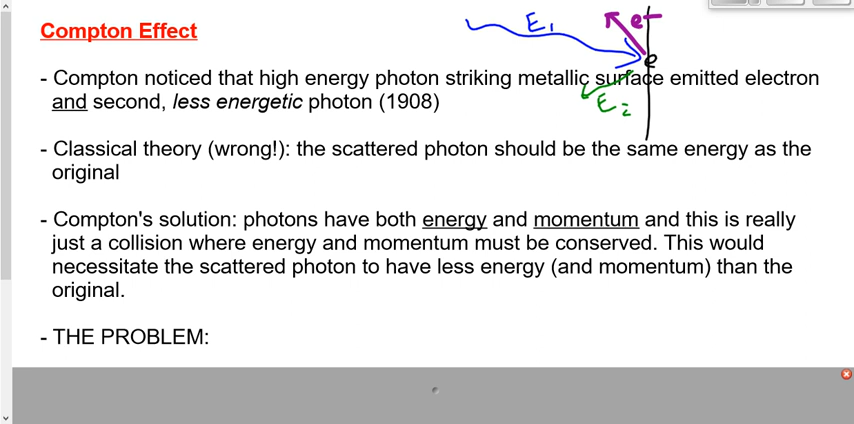 Compton Effect
E₁
e-
e
- Compton noticed that high energy photon striking metallic surface emitted electron
and second, less energetic photon (1908)
E₂
- Classical theory (wrong!): the scattered photon should be the same energy as the
original
- Compton's solution: photons have both energy and momentum and this is really
just a collision where energy and momentum must be conserved. This would
necessitate the scattered photon to have less energy (and momentum) than the
original.
- THE PROBLEM: